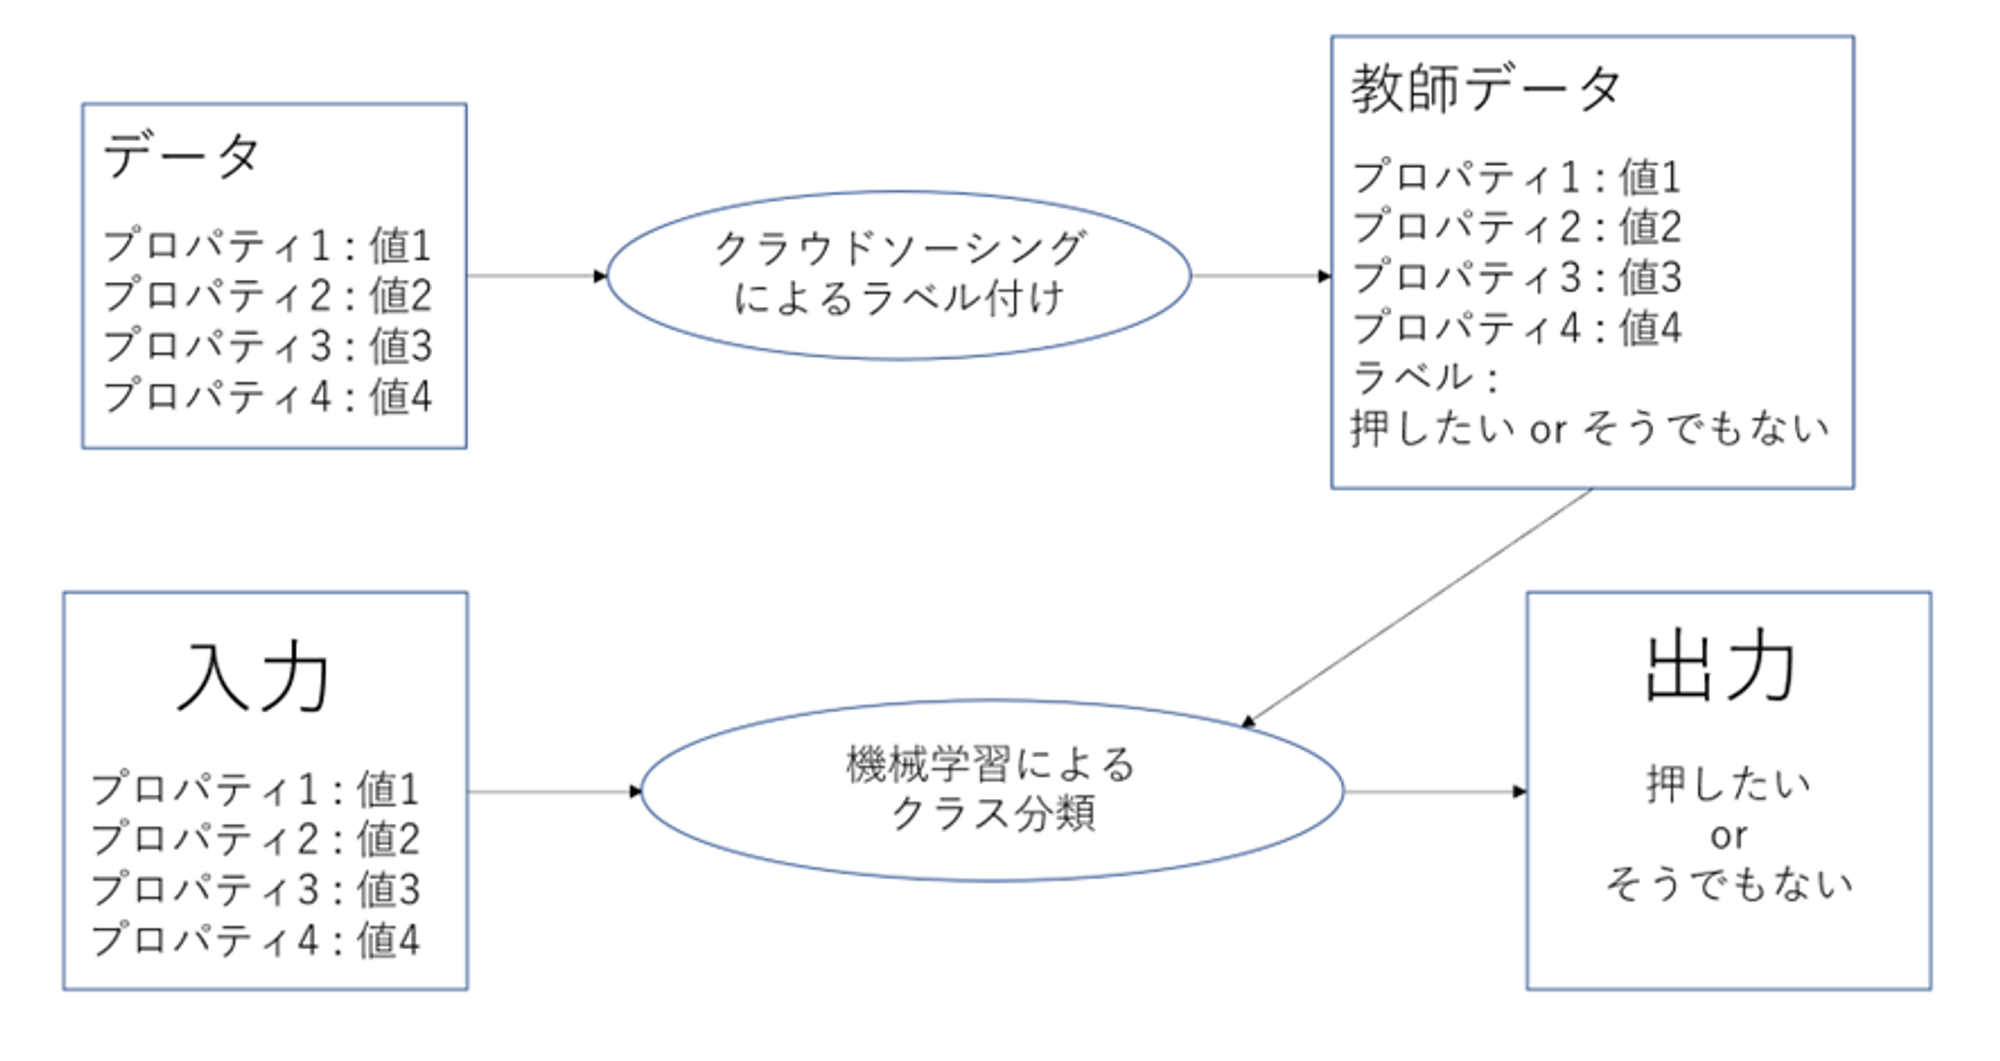 データ
プロパティ1 : 値1
プロパティ2 : 値2
プロパティ3 : 値3
プロパティ4 : 値4
クラウドソーシング
によるラベル付け
教師データ
プロパティ1 : 値1
プロパティ2 : 値2
プロパティ3 : 値3
プロパティ4 : 値4
ラベル :
押したい or そうでもない
入力
プロパティ1 : 値1
プロパティ2 : 値2
プロパティ3 : 値3
プロパティ4 : 値4
機械学習による
クラス分類
出力
押したい
or
そうでもない